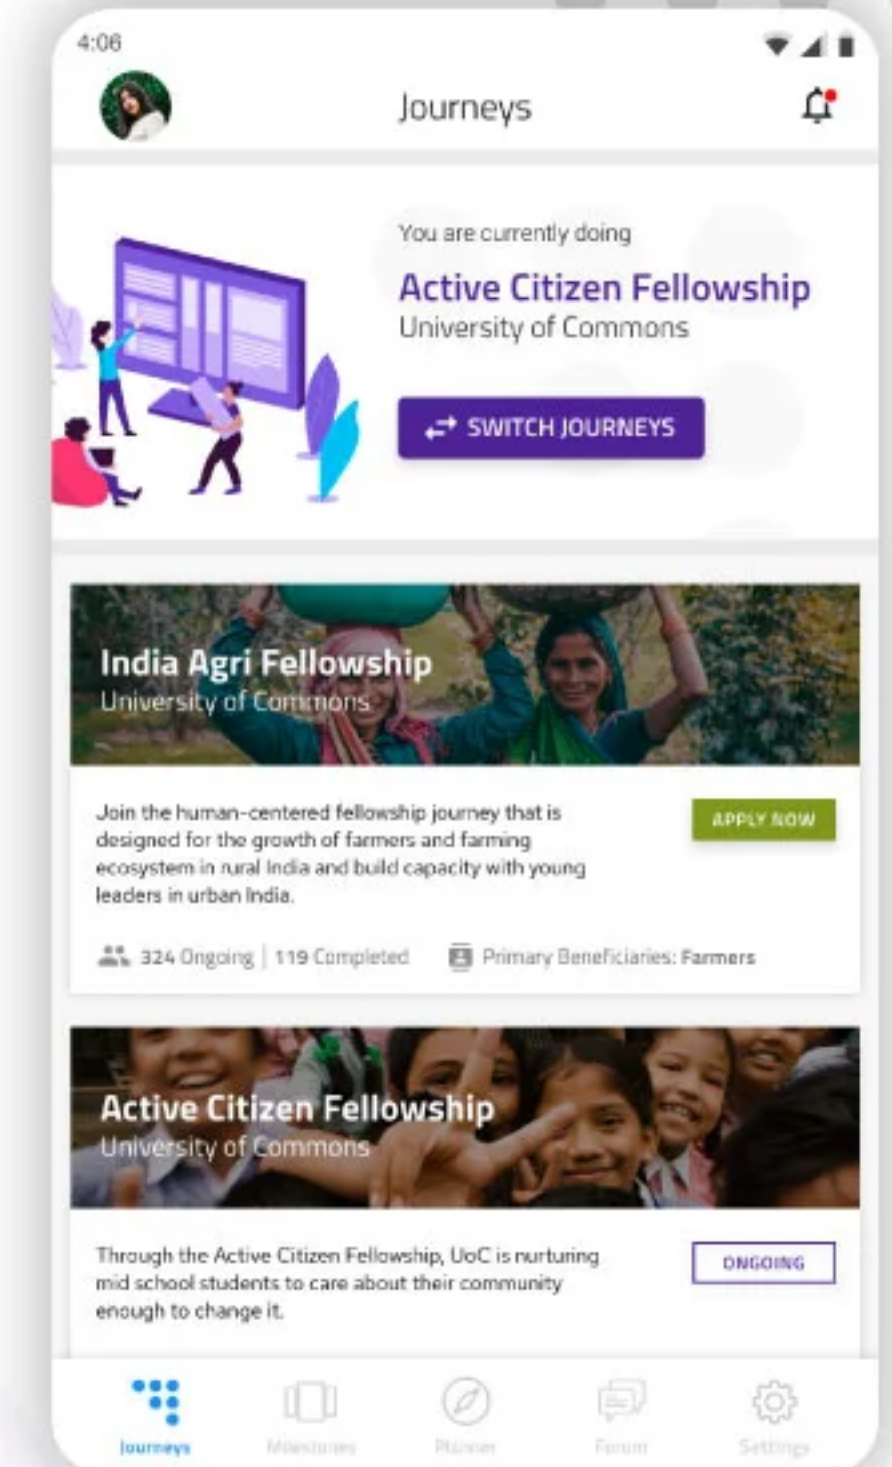 4:06
Journeys
You are currently doing
Active Citizen Fellowship
University of Commons
SWITCH JOURNEYS
India Agri Fellowship
University of Commons
Join the human-centered fellowship journey that is
designed for the growth of farmers and farming
ecosystem in rural India and build capacity with young
leaders in urban India.
APPLY NOW
324 Ongoing | 119 Completed
Primary Beneficiaries: Farmers
Active Citizen Fellowship
University of Commons
Through the Active Citizen Fellowship, UoC is nurturing
mid school students to care about their community
enough to change it.
ONGOING
Journeys
Milestones
Planner
Forum
Settings